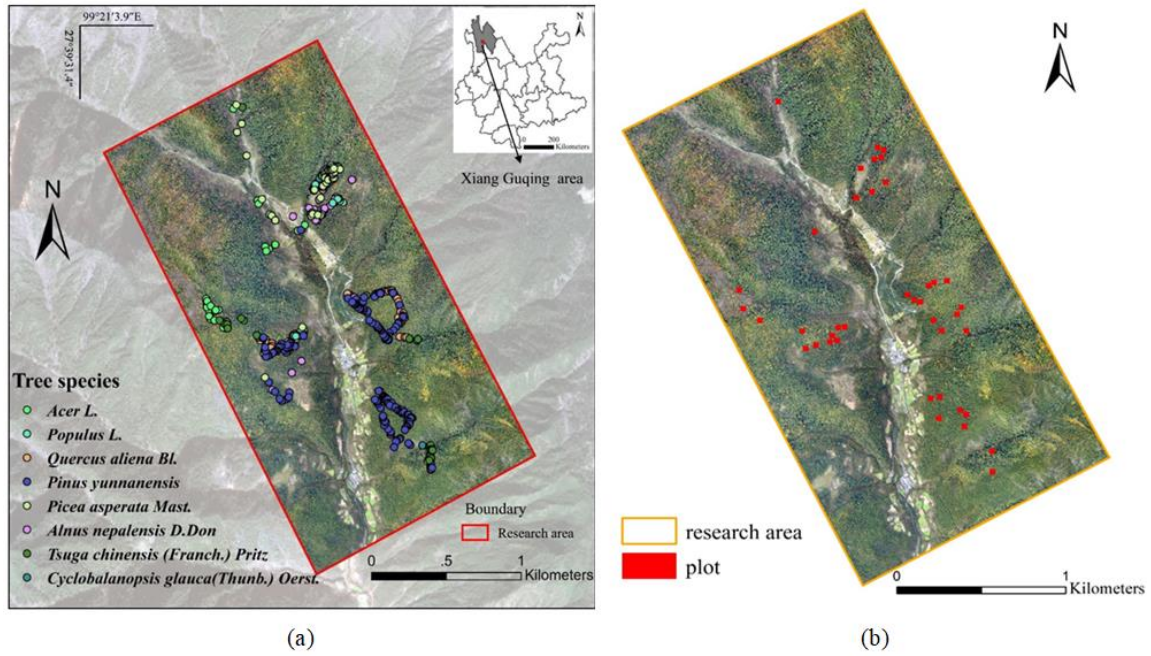 99°21'3.9"E
27°39'31.4"
N
N
0 200
Kilometers
Xiang Guqing area
Tree species
Acer L.
Populus L.
Quercus aliena Bl.
Pinus yunnanensis
Picea asperata Mast.
Alnus nepalensis D.Don
Tsuga chinensis (Franch.) Pritz
Cyclobalanopsis glauca(Thunb.) Oerst.
Boundary
Research area
0 .5 1
Kilometers
(a)
N
research area
plot
0 1
Kilometers
(b)